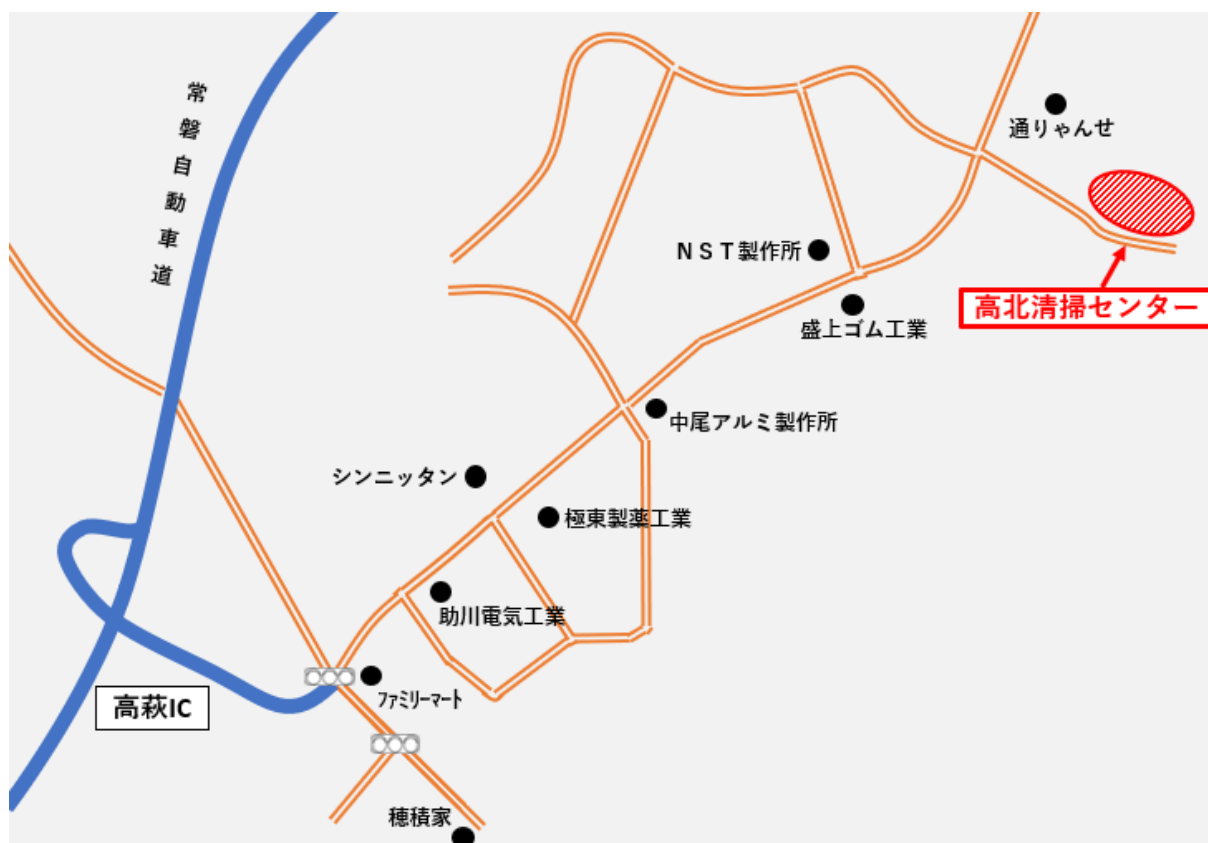 常磐自動車道
通りゃんせ
NST製作所
高北清掃センター
盛上ゴム工業
中尾アルミ製作所
シンニッタン
極東製薬工業
助川電気工業
ﾌｧﾐﾘｰﾏｰﾄ
高萩IC
穂積家